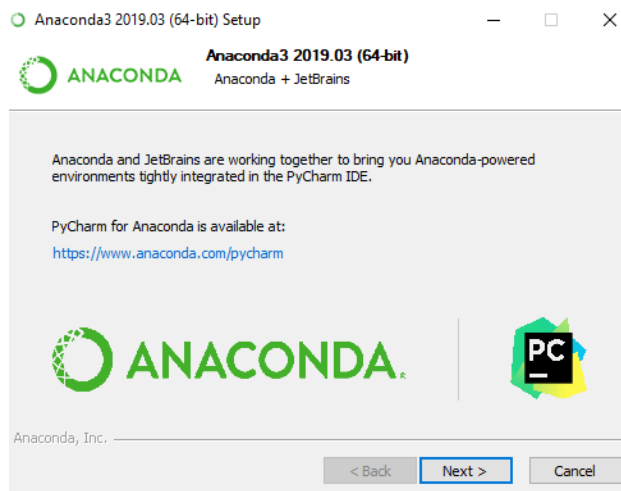 Anaconda3 2019.03 (64-bit) Setup
Anaconda3 2019.03 (64-bit)
ANACONDA
Anaconda + JetBrains
Anaconda and JetBrains are working together to bring you Anaconda-powered
environments tightly integrated in the PyCharm IDE.
PyCharm for Anaconda is available at:
https://www.anaconda.com/pycharm
ANACONDA.
PC
Anaconda, Inc.
< Back Next > Cancel